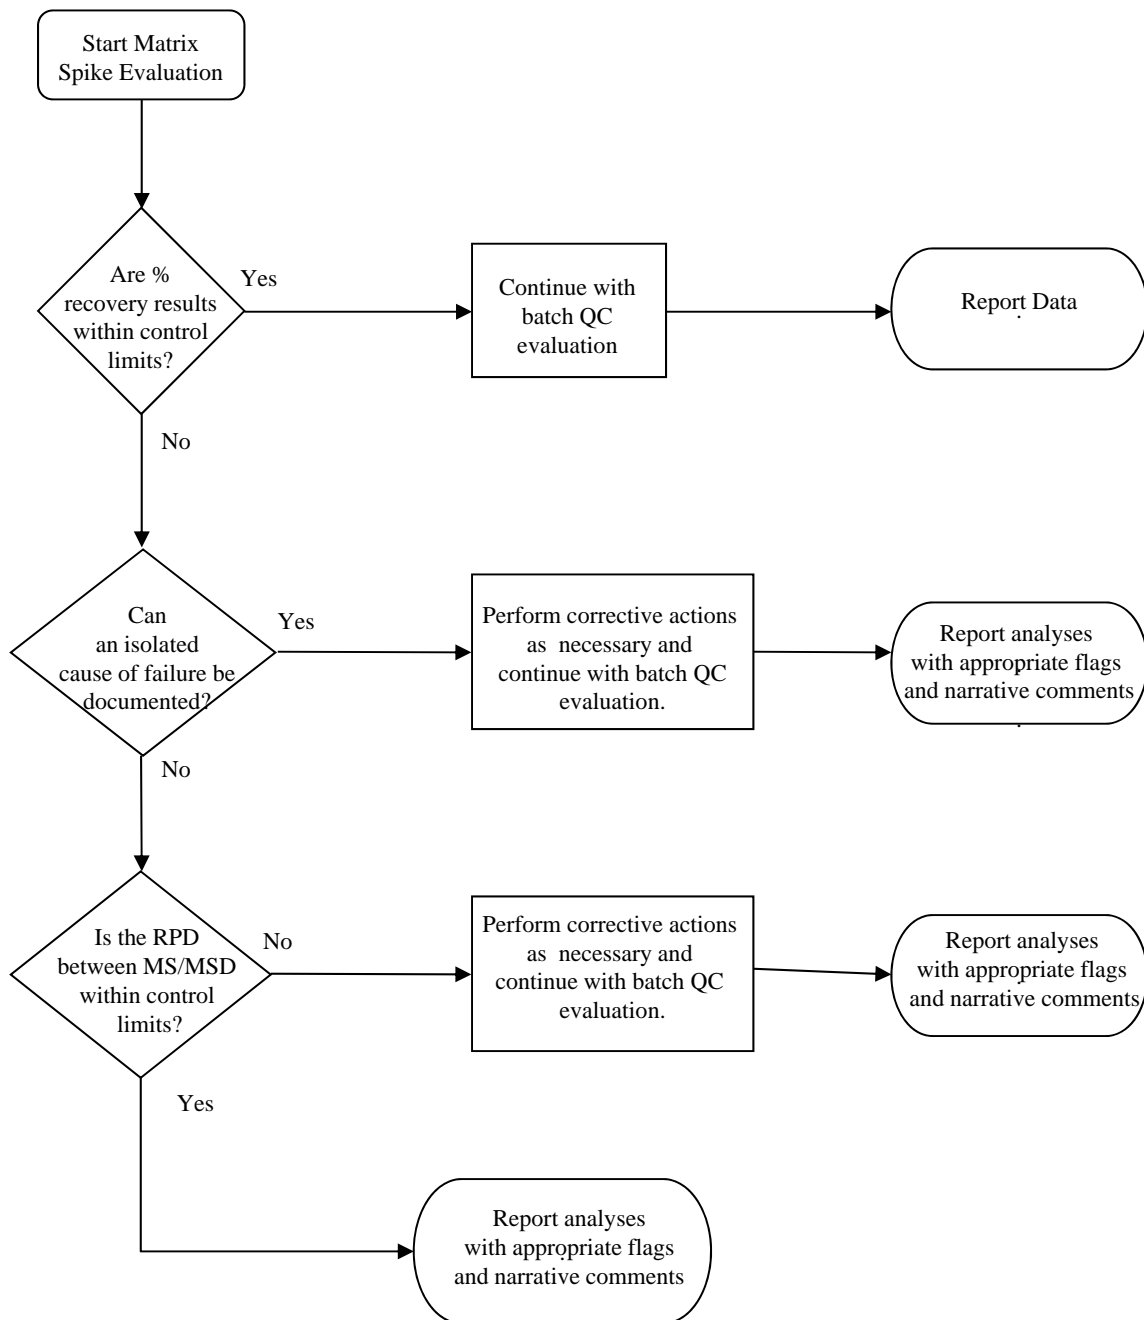 Start Matrix
Spike Evaluation
Are %
recovery results
within control
limits?
Yes
Continue with
batch QC
evaluation
Report Data
.
No
Can
an isolated
cause of failure be
documented?
Yes
Perform corrective actions
as necessary and
continue with batch QC
evaluation.
Report analyses
with appropriate flags
and narrative comments
.
No
Is the RPD
between MS/MSD
within control
limits?
No
Perform corrective actions
as necessary and
continue with batch QC
evaluation.
Report analyses
with appropriate flags
and narrative comments
Yes
Report analyses
with appropriate flags
and narrative comments